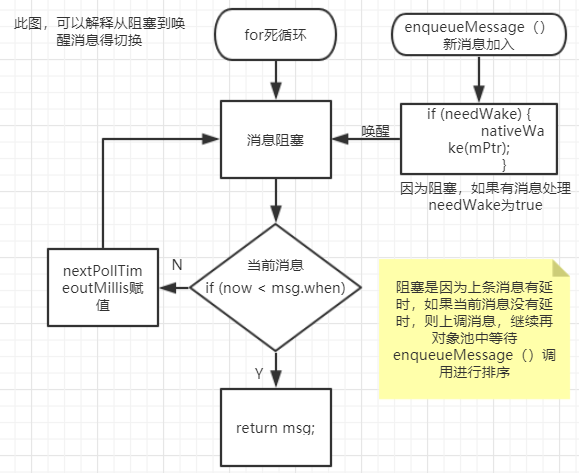 此图，可以解释从阻塞到唤
醒消息得切换
for死循环
enqueueMessage（）
新消息加入
消息阻塞
唤醒
if (needWake) {
nativeWa
ke(mPtr);
}
因为阻塞，如果有消息处理
needWake为true
当前消息
if (now < msg.when)
N
nextPollTim
eoutMillis赋
值
Y
return msg;
阻塞是因为上条消息有延
时，如果当前消息没有延
时，则上调消息，继续再
对象池中等待
enqueueMessage（）调
用进行排序